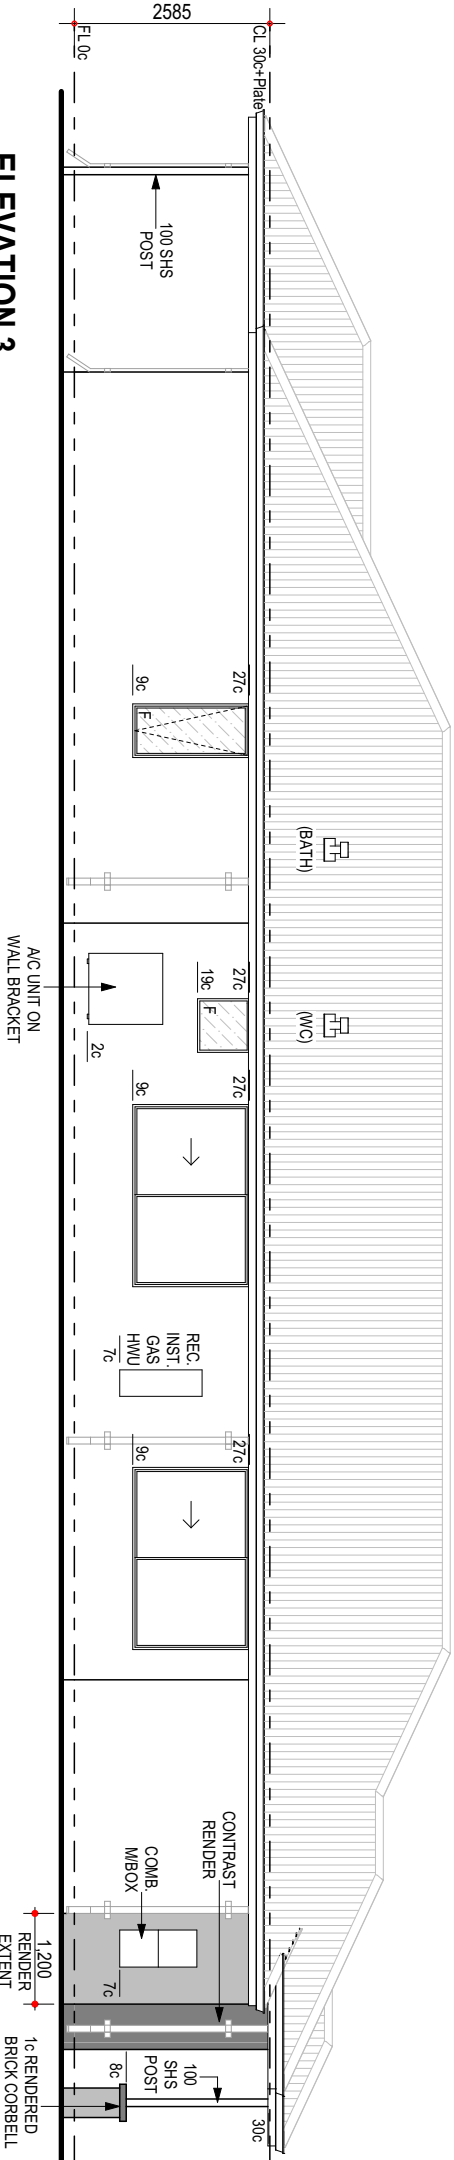 2585
CL 30c+Plate
FL 0c
100 SHS
POST
27c
9c
F
(BATH)
(WC)
27c
19c
F
A/C UNIT ON
WALL BRACKET
2c
27c
9c
REC.
INST.
GAS
HWU
7c
27c
9c
CONTRAST
RENDER
COMB.
M/BOX
7c
1,200
RENDER
EXTENT
100
SHS
POST
8c
30c
1c RENDERED
BRICK CORBELL
ELEVATION 3